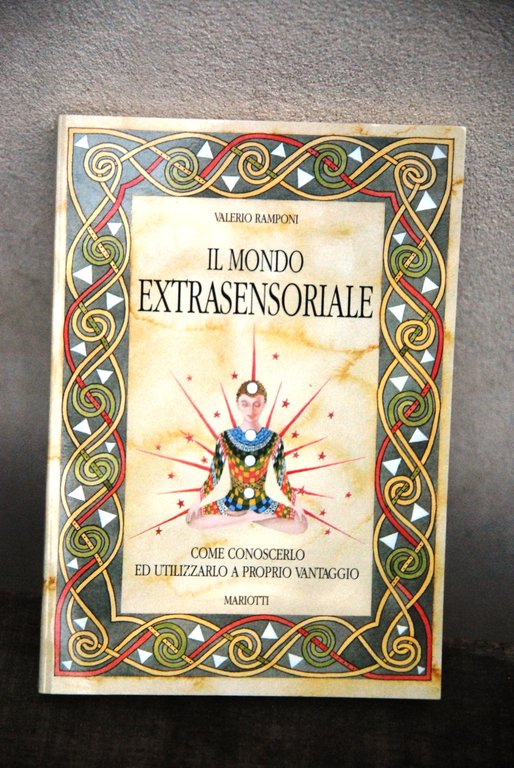 VALERIO RAMPONI
IL MONDO
EXTRASENSORIALE
COME CONOSCERLO
ED UTILIZZARLO A PROPRIO VANTAGGIO
MARIOTTI